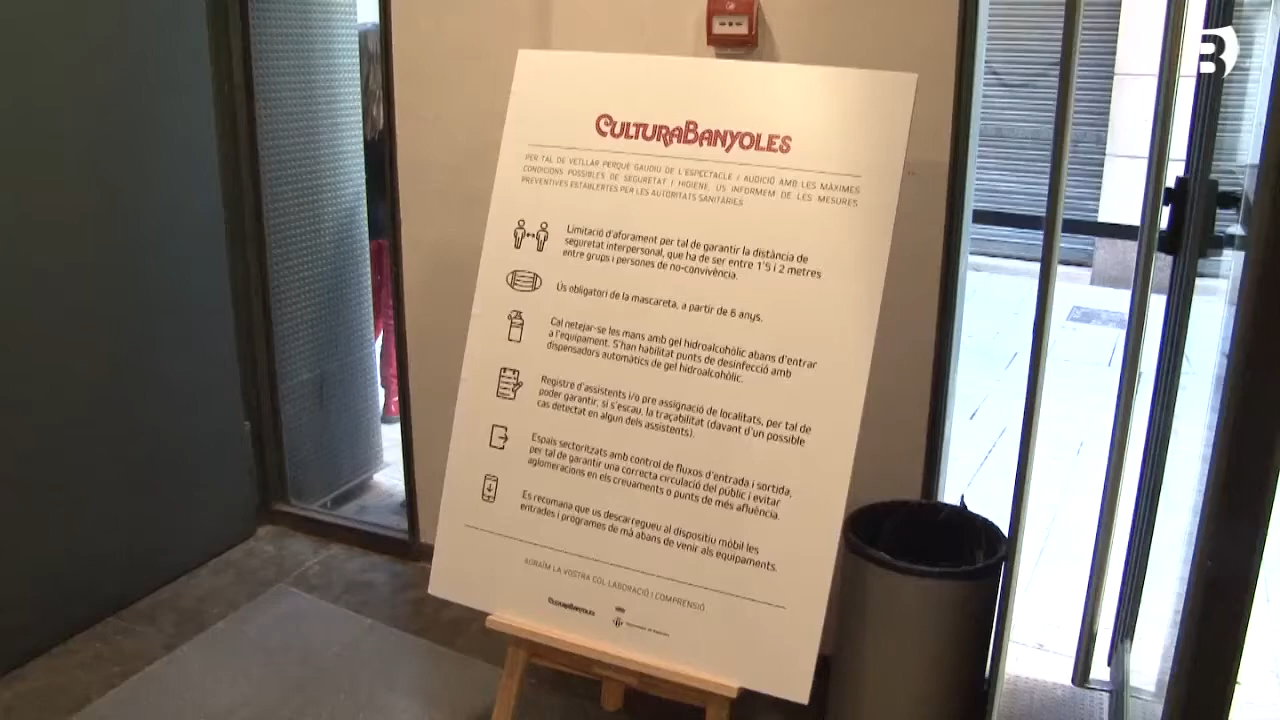 CULTURABANYOLES
PER TAL DE VETLLAR PERQUÈ GAUDIU DE L'ESPECTACLE I AUDICIÓ AMB LES MÀXIMES
CONDICIONS POSSIBLES DE SEGURETAT I HIGIENE, US INFORMEM DE LES MESURES
PREVENTIVES ESTABLERTES PER LES AUTORITATS SANITÀRIES
Limitació d'aforament per tal de garantir la distància de
seguretat interpersonal, que ha de ser entre 1'5 i 2 metres
entre grups i persones de no-convivència.
Ús obligatori de la mascareta, a partir de 6 anys.
Cal netejar-se les mans amb gel hidroalcohòlic abans d'entrar
a l'equipament. S'han habilitat punts de desinfecció amb
dispensadors automàtics de gel hidroalcohòlic.
Registre d'assistents i/o pre assignació de localitats, per tal de
poder garantir, si s'escau, la traçabilitat (davant d'un possible
cas detectat en algun dels assistents).
Espais sectoritzats amb control de fluxos d'entrada i sortida,
per tal de garantir una correcta circulació del públic i evitar
aglomeracions en els creuaments o punts de més afluència.
Es recomana que us descarregueu al dispositiu mòbil les
entrades i programes de mà abans de venir als equipaments.
AGRAÏM LA VOSTRA COL·LABORACIÓ I COMPRENSIÓ
CULTURABANYOLES
B